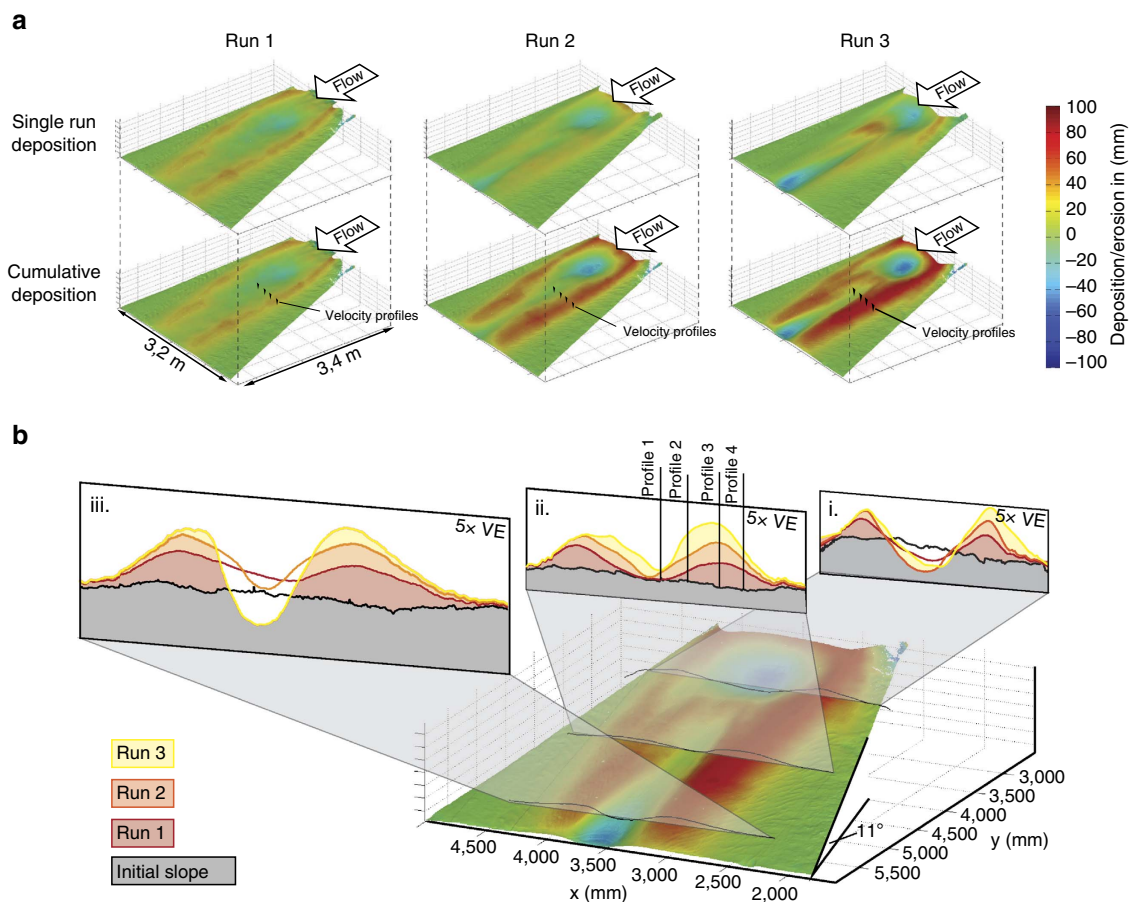 a
Run 1
Run 2
Run 3
Flow
Flow
Flow
Single run
deposition
Flow
Flow
Flow
Cumulative
deposition
Velocity profiles
Velocity profiles
Velocity profiles
3,2 m
3,4 m
100
80
60
40
20
0
−20
−40
−60
−80
−100
Deposition/erosion in (mm)
b
Profile 1
Profile 2
Profile 3
Profile 4
iii.
5× VE
ii.
5× VE
i.
5× VE
Run 3
Run 2
Run 1
Initial slope
4,500
4,000
3,500
3,000
2,500
2,000
x (mm)
11°
3,000
3,500
4,000
4,500
5,000
5,500
y (mm)